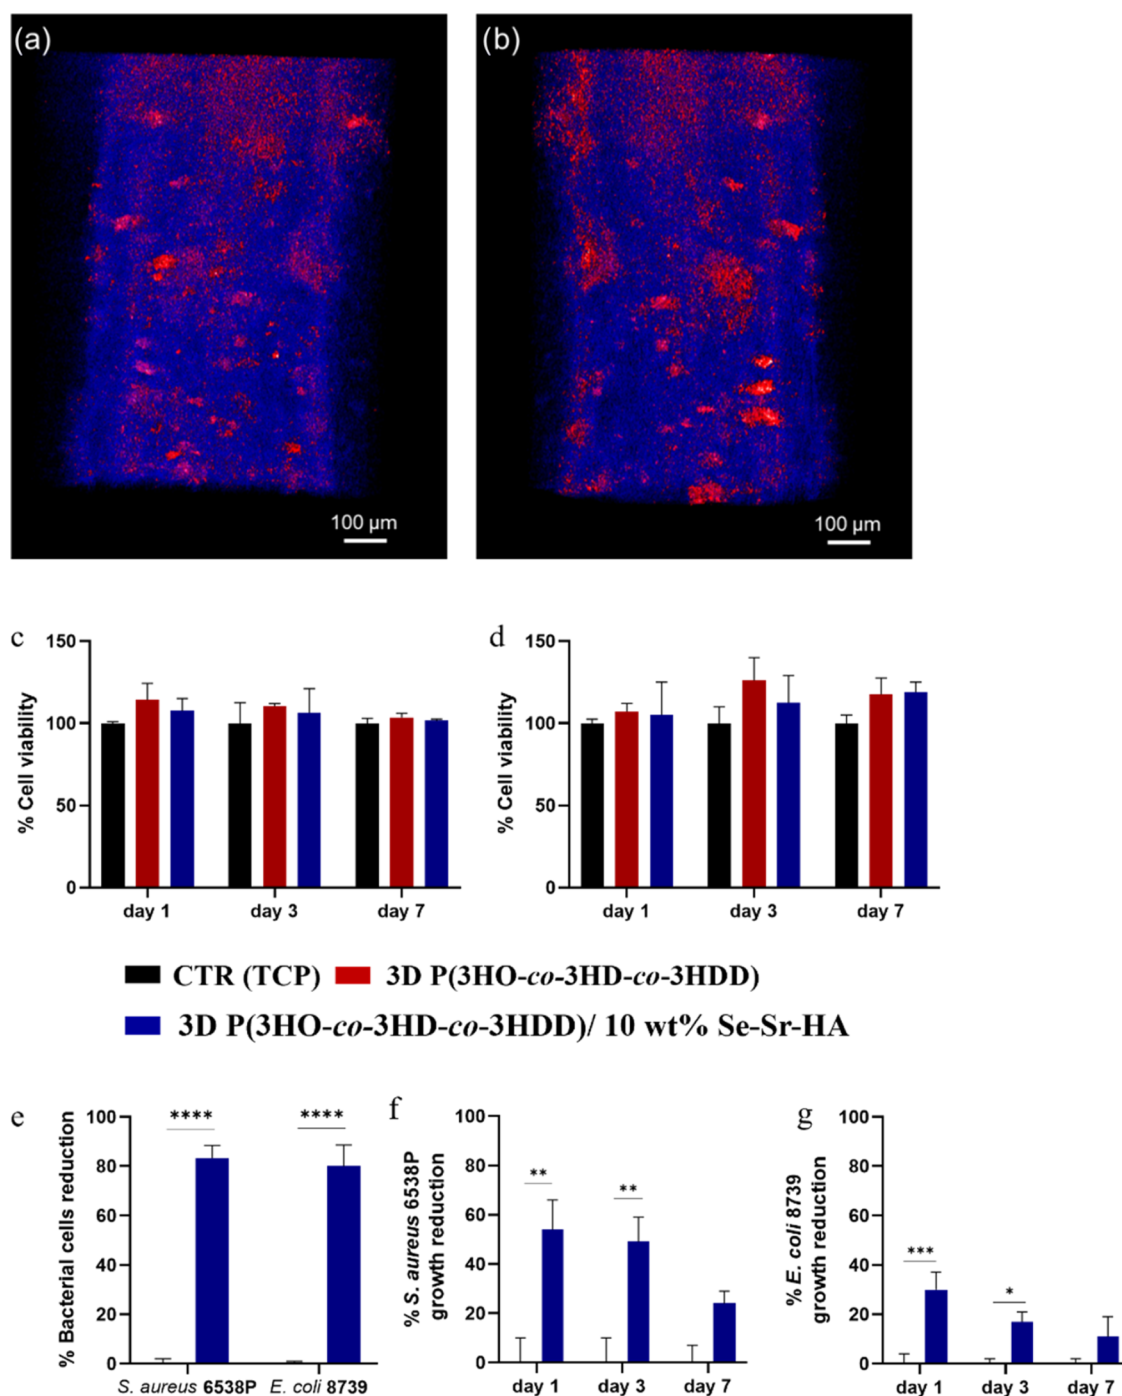 (a)
(b)
100 µm
100 µm
c
150
100
50
0
% Cell viability
day 1
day 3
day 7
d
150
100
50
0
% Cell viability
day 1
day 3
day 7
CTR (TCP)
3D P(3HO-co-3HD-co-3HDD)
3D P(3HO-co-3HD-co-3HDD)/ 10 wt% Se-Sr-HA
e
100
80
60
40
20
0
% Bacterial cells reduction
****
****
S. aureus 6538P
E. coli 8739
f
100
80
60
40
20
0
% S. aureus 6538P
growth reduction
**
**
day 1
day 3
day 7
g
100
80
60
40
20
0
% E. coli 8739
growth reduction
***
*
day 1
day 3
day 7